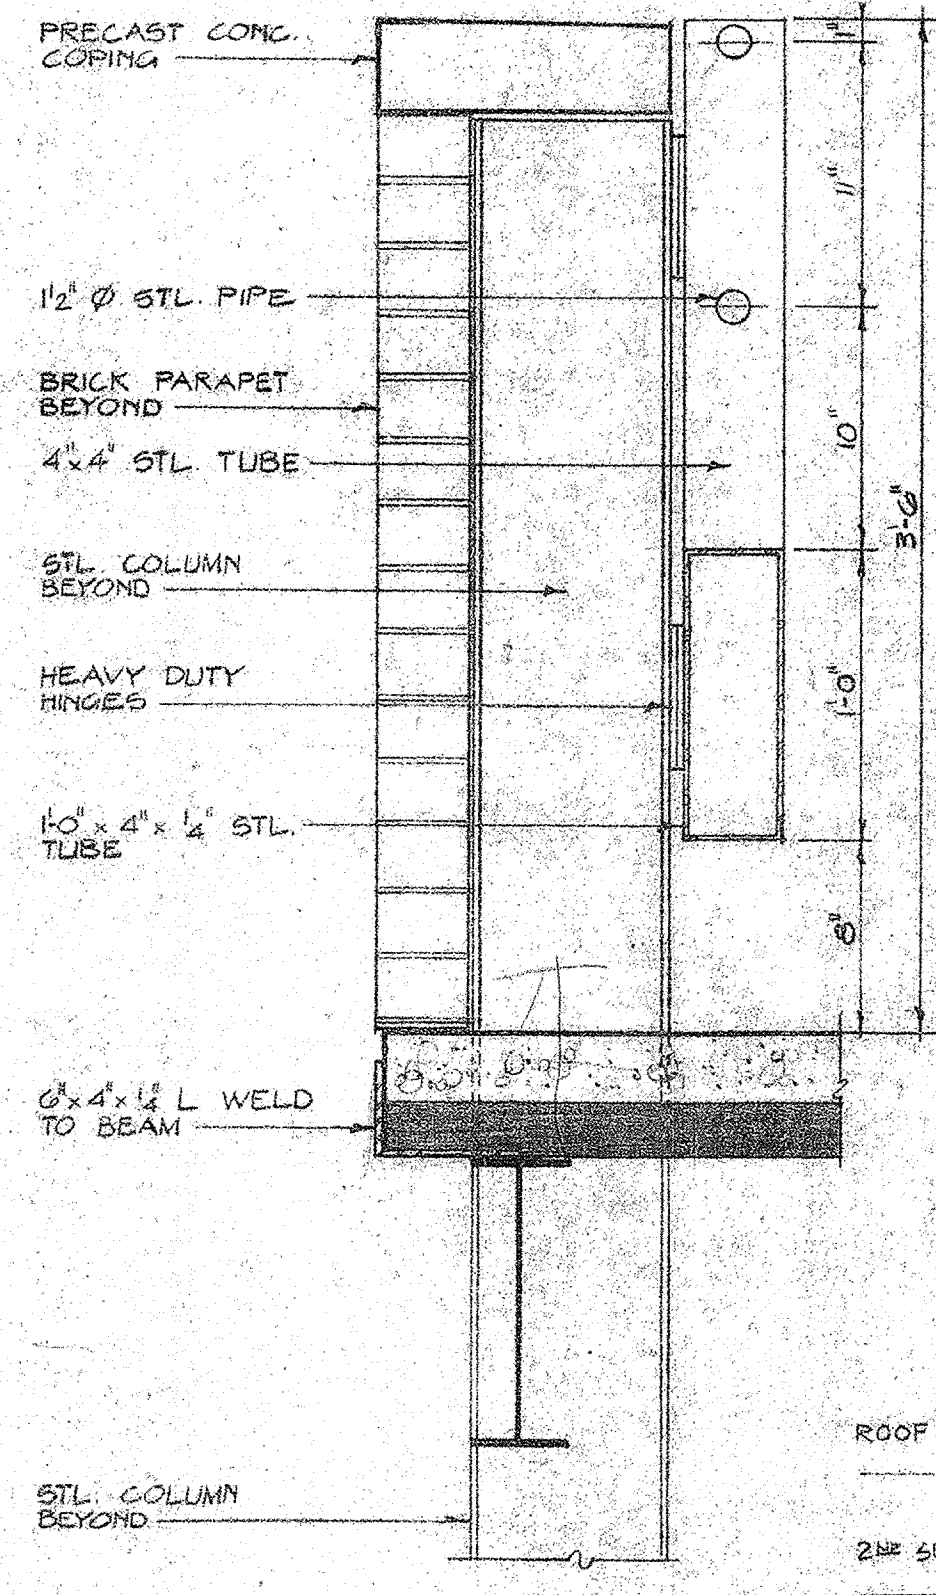 PRECAST CONC.
COPING
1½" Ø STL. PIPE
BRICK PARAPET
BEYOND
4"x4" STL. TUBE
STL. COLUMN
BEYOND
HEAVY DUTY
HINGES
1'-0" x 4" x ¼" STL.
TUBE
6"x4"x¼" L WELD
TO BEAM
STL. COLUMN
BEYOND
1"
11"
10"
3'-6"
1'-0"
8"
ROOF
2ND